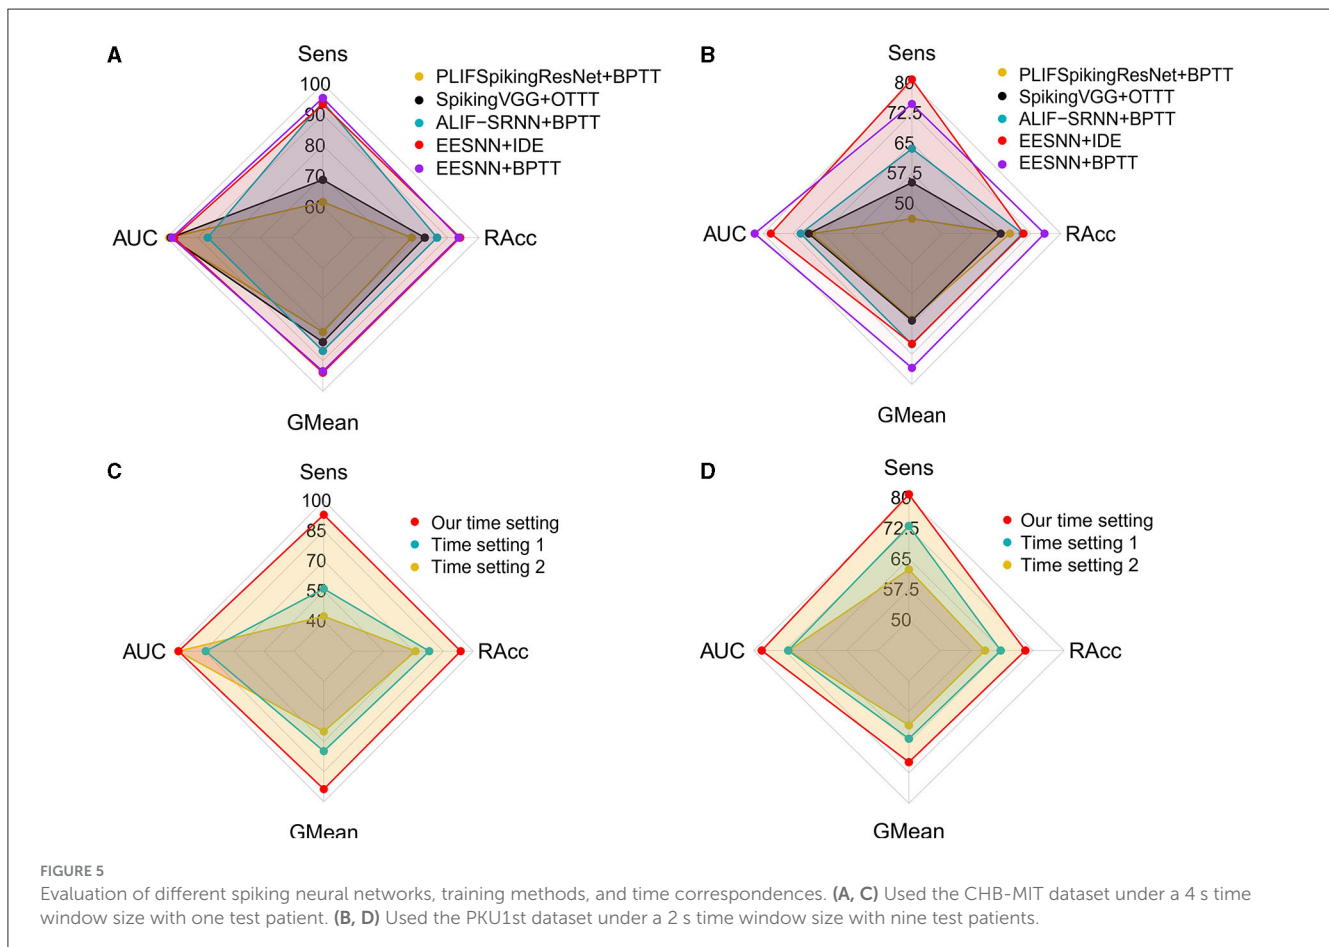 A
Sens
100
90
80
70
60
AUC
RAcc
GMean
PLIFSpikingResNet+BPTT
SpikingVGG+OTTT
ALIF−SRNN+BPTT
EESNN+IDE
EESNN+BPTT
B
Sens
80
72.5
65
57.5
50
AUC
RAcc
GMean
PLIFSpikingResNet+BPTT
SpikingVGG+OTTT
ALIF−SRNN+BPTT
EESNN+IDE
EESNN+BPTT
C
Sens
100
85
70
55
40
AUC
RAcc
GMean
Our time setting
Time setting 1
Time setting 2
D
Sens
80
72.5
65
57.5
50
AUC
RAcc
GMean
Our time setting
Time setting 1
Time setting 2
FIGURE 5
Evaluation of different spiking neural networks, training methods, and time correspondences. (A, C) Used the CHB-MIT dataset under a 4 s time
window size with one test patient. (B, D) Used the PKU1st dataset under a 2 s time window size with nine test patients.